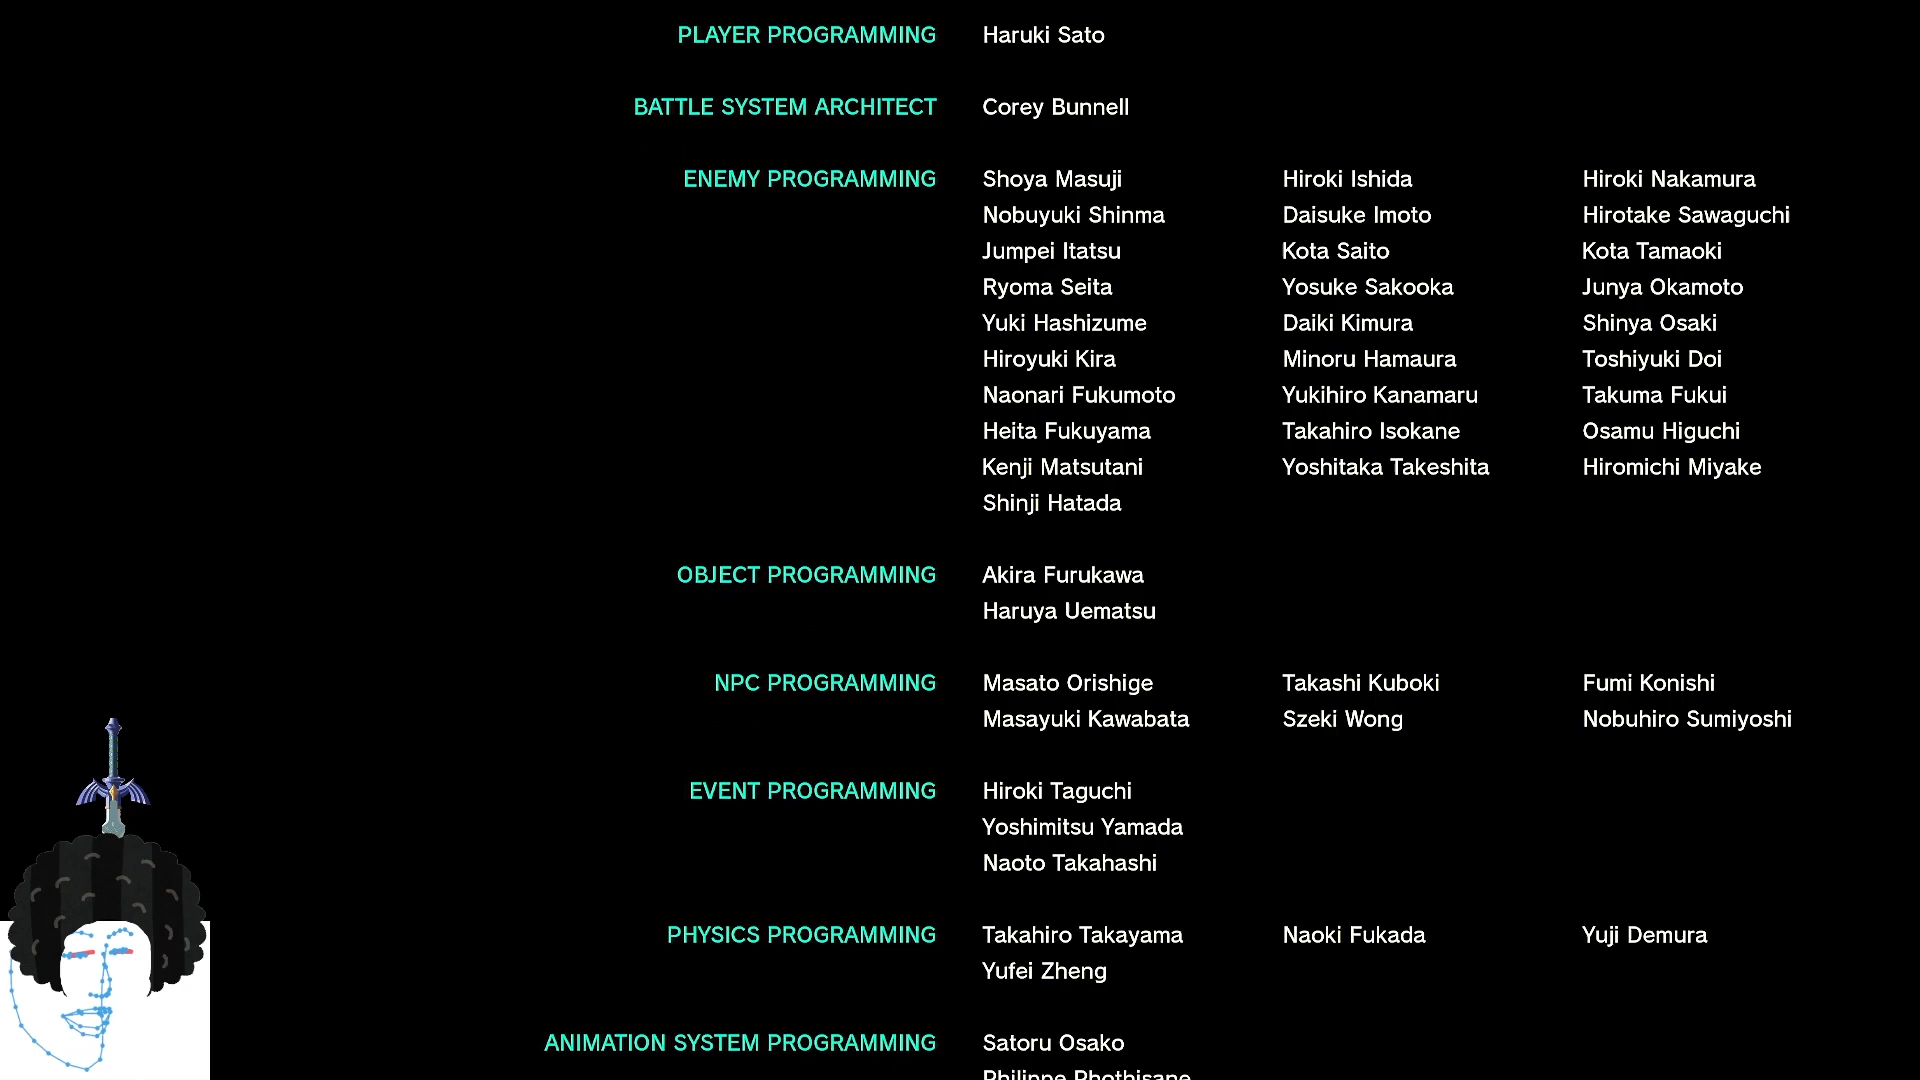 PLAYER PROGRAMMING Haruki Sato
BATTLE SYSTEM ARCHITECT Corey Bunnell
ENEMY PROGRAMMING Shoya Masuji Hiroki Ishida Hiroki Nakamura
Nobuyuki Shinma Daisuke Imoto Hirotake Sawaguchi
Jumpei Itatsu Kota Saito Kota Tamaoki
Ryoma Seita Yosuke Sakooka Junya Okamoto
Yuki Hashizume Daiki Kimura Shinya Osaki
Hiroyuki Kira Minoru Hamaura Toshiyuki Doi
Naonari Fukumoto Yukihiro Kanamaru Takuma Fukui
Heita Fukuyama Takahiro Isokane Osamu Higuchi
Kenji Matsutani Yoshitaka Takeshita Hiromichi Miyake
Shinji Hatada
OBJECT PROGRAMMING Akira Furukawa
Haruya Uematsu
NPC PROGRAMMING Masato Orishige Takashi Kuboki Fumi Konishi
Masayuki Kawabata Szeki Wong Nobuhiro Sumiyoshi
EVENT PROGRAMMING Hiroki Taguchi
Yoshimitsu Yamada
Naoto Takahashi
PHYSICS PROGRAMMING Takahiro Takayama Naoki Fukada Yuji Demura
Yufei Zheng
ANIMATION SYSTEM PROGRAMMING Satoru Osako
Philippe Phothisane